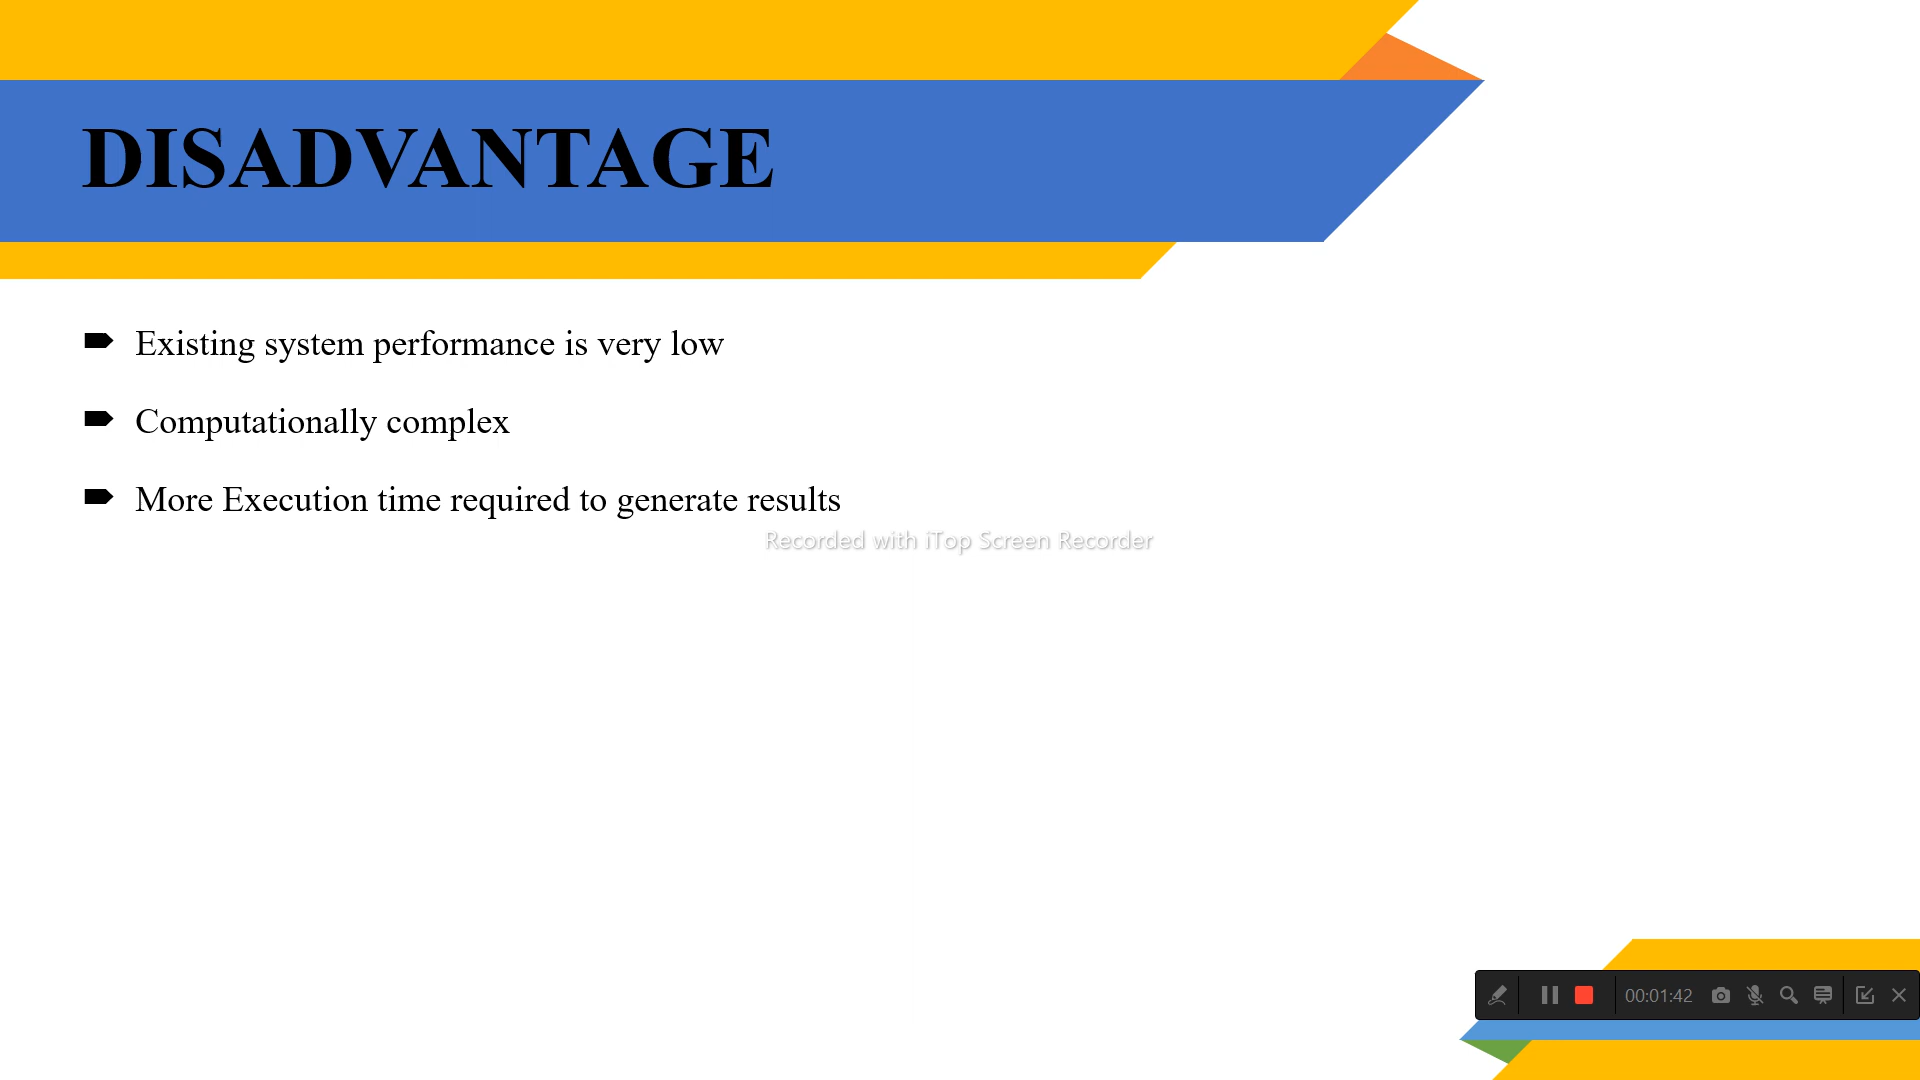 DISADVANTAGE
Existing system performance is very low
Computationally complex
More Execution time required to generate results
Recorded with iTop Screen Recorder
00:01:42